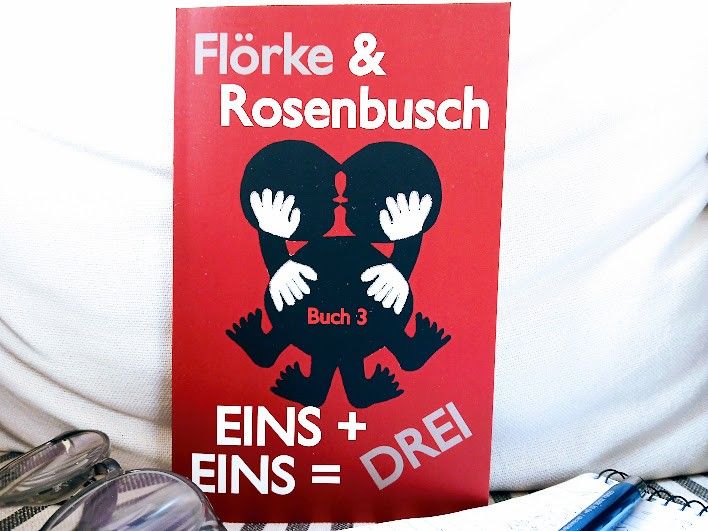 Flörke &
Rosenbusch
Buch 3
EINS +
EINS = DREI